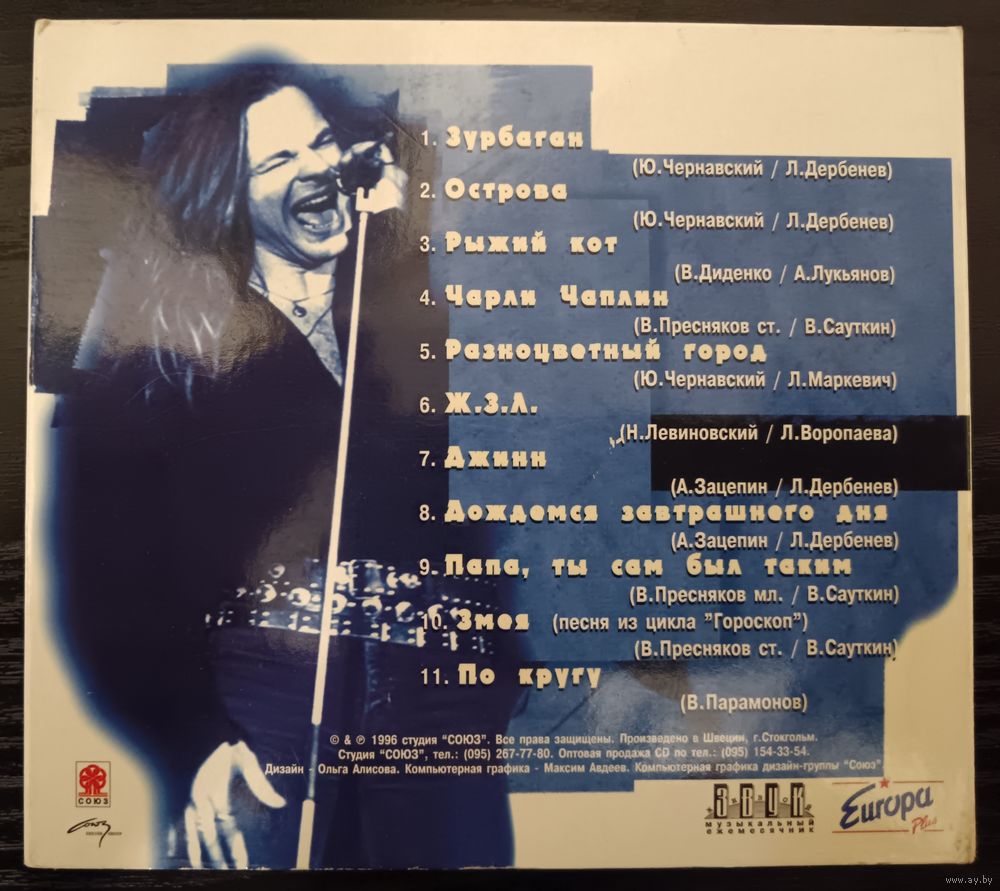 1. Зурбаган
(Ю.Чернавский / Л.Дербенев)
2. Острова
(Ю.Чернавский / Л.Дербенев)
3. Рыжий кот
(В.Диденко / А.Лукьянов)
4. Чарли Чаплин
(В.Пресняков ст. / В.Сауткин)
5. Разноцветный город
(Ю.Чернавский / Л.Маркевич)
6. Ж.З.Л.
(Н.Левиновский / Л.Воропаева)
7. Джинн
(А.Зацепин / Л.Дербенев)
8. Дождемся завтрашнего дня
(А.Зацепин / Л.Дербенев)
9. Папа, ты сам был таким
(В.Пресняков мл. / В.Сауткин)
10. Змея (песня из цикла "Гороскоп")
(В.Пресняков ст. / В.Сауткин)
11. По кругу
(В.Парамонов)
© & ℗ 1996 студия "СОЮЗ". Все права защищены. Произведено в Швеции, г.Стокгольм.
Студия "СОЮЗ", тел.: (095) 267-77-80. Оптовая продажа CD по тел.: (095) 154-33-54.
Дизайн - Ольга Алисова. Компьютерная графика - Максим Авдеев. Компьютерная графика дизайн-группы "Союз".
СОЮЗ
Союз
ЗВУК
музыкальный
ежемесячник
Europa
Plus
www.ay.by